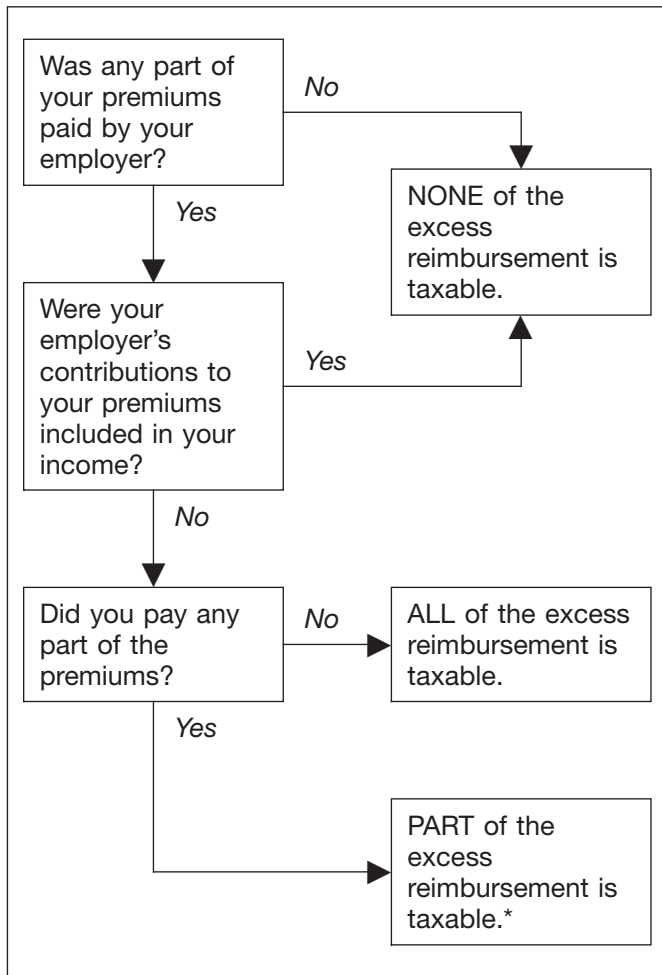 Was any part of
your premiums
paid by your
employer?
No
NONE of the
excess
reimbursement is
taxable.
Yes
Were your
employer’s
contributions to
your premiums
included in your
income?
Yes
No
Did you pay any
part of the
premiums?
No
ALL of the excess
reimbursement is
taxable.
Yes
PART of the
excess
reimbursement is
taxable.*